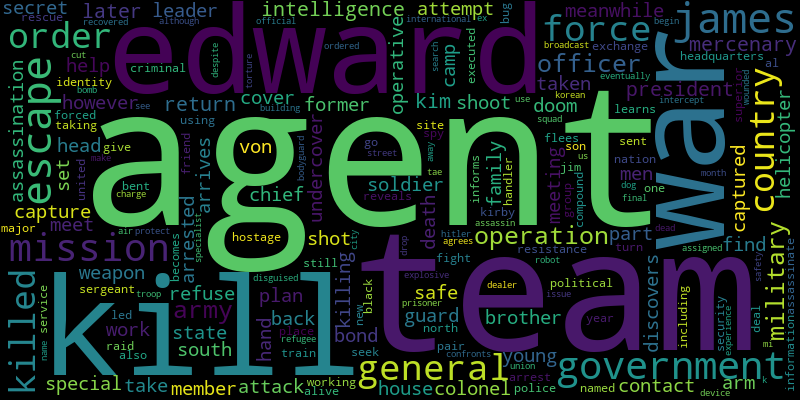 secret later leader
rescue although official
intelligence attempt
meanwhile
bug
international ex
recovered
james
order edward force mercenary
cut
despite
torture
ordered
search
executed
broadcast exchange headquarters al
begin
help criminal
identity bomb
however see
return cover former
kim shoot doom
operative camp
officer
taken president
superior wounded
eventually
korean
escape assassination
forced
taking using
building
agent
use squad
learns
flees
site
spy
war
country
helicopter
intercept
head give
set
friend
make
von
undercover
bodyguard
go
street
away
tae
informs
family
handler
meeting
son
us
sent
nation
men
captured
military
month
united
bent
charge
arrives
chief
soldier
reveals
jim
group
compound
dog
one
final
capture
major
meet
air protect
hostage
shot
death
kirby
assassin
operation part
find
dead
mission
becomes
specialist
arrested
still
city
drop
hitler
agrees
resistance
turn
assigned
robot
discovers
kill team
weapon
disguised
killing
fight
confronts
explosive
prisoner
dealer
political
issue
government
deal
safety
mi
k
informationassassinate
killed
service
name
sergeant
troop
refuse
army
hand
plan
place
refugee
back
new
black
bond
safe
guard
north
brother
year
including
security
experience
led
work
raid
also
state
south
train
seek
pair
general
young
union
arrest
police
named
contact
arm
device
special take member attack
working
alive
house colonel